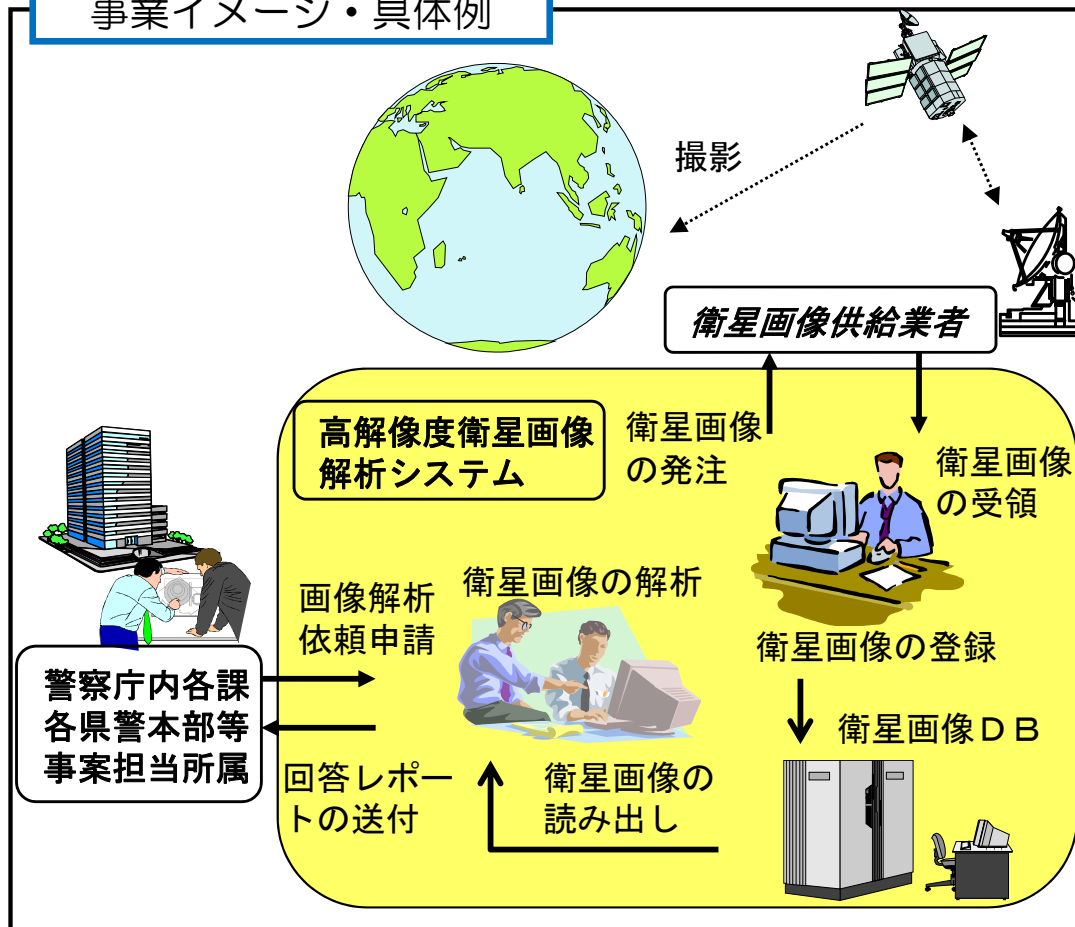 事業イメージ・具体例
撮影
衛星画像供給業者
高解像度衛星画像
解析システム
衛星画像
の発注
衛星画像
の受領
画像解析
依頼申請
衛星画像の解析
衛星画像の登録
警察庁内各課
各県警本部等
事案担当所属
衛星画像ＤＢ
回答レポー
トの送付
衛星画像の
読み出し